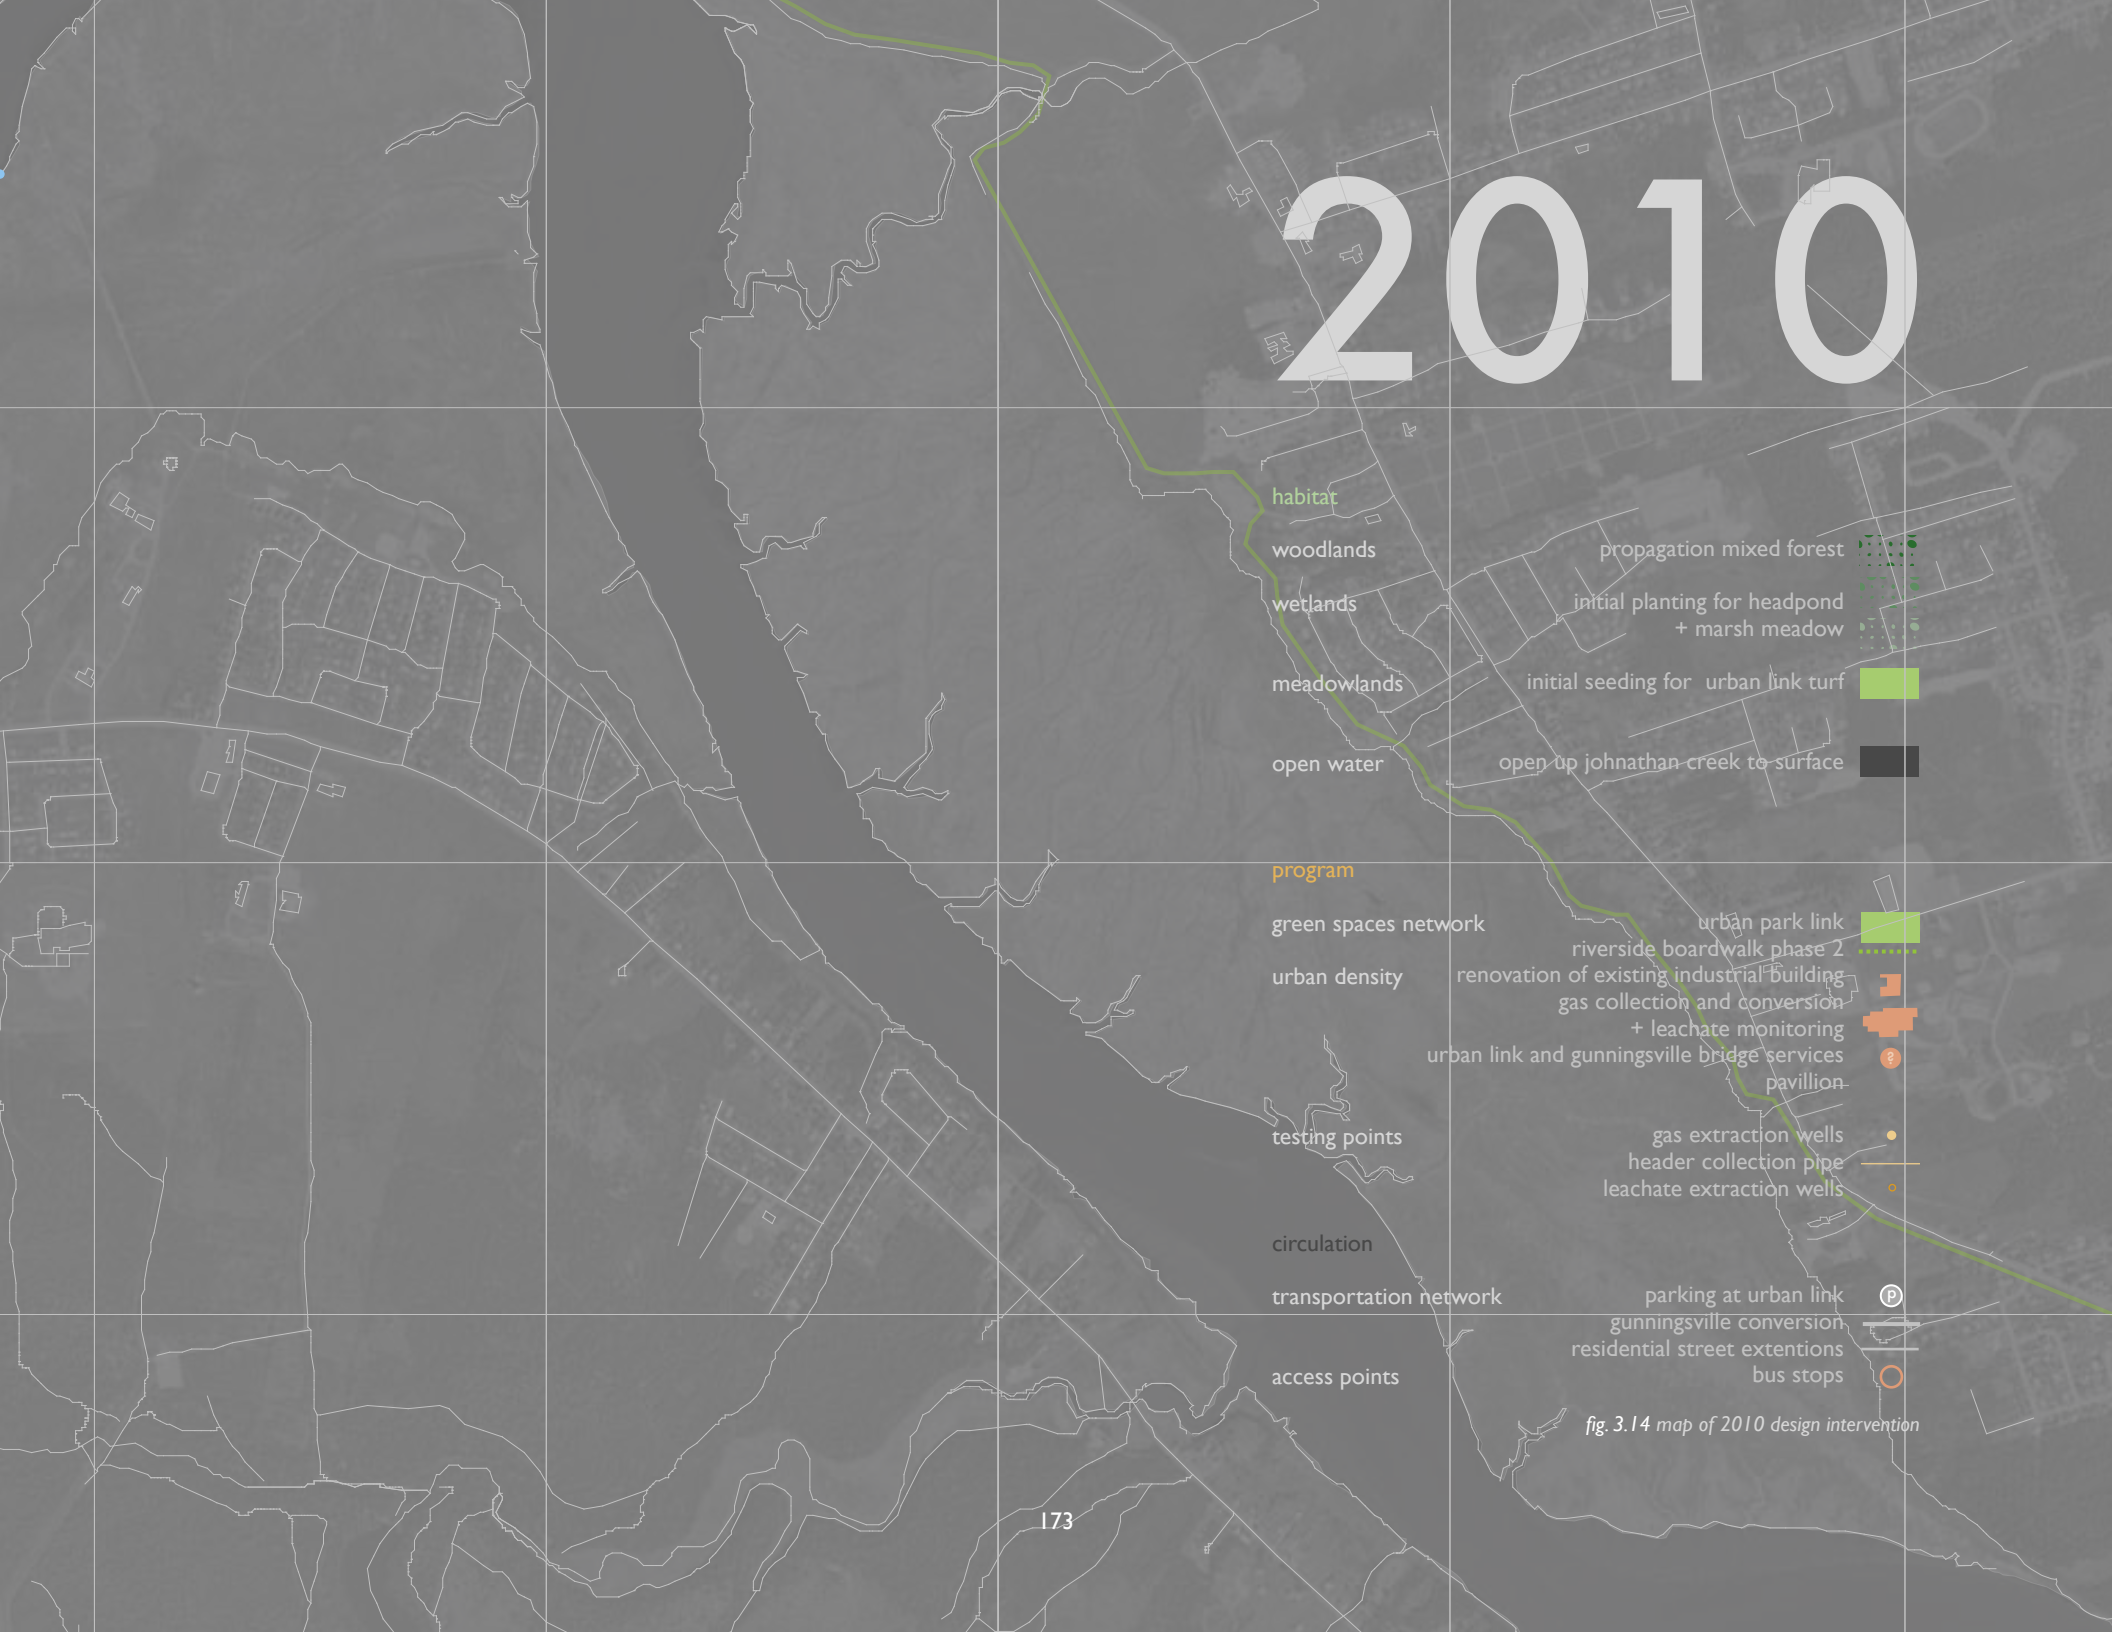 2010
habitat
woodlands propagation mixed forest
wetlands initial planting for headpond
+ marsh meadow
meadowlands initial seeding for urban link turf
open water open up johnathan creek to surface
program
green spaces network urban park link
riverside boardwalk phase 2
urban density renovation of existing industrial building
gas collection and conversion
+ leachate monitoring
urban link and gunningsville bridge services ?
pavillion
testing points gas extraction wells
header collection pipe
leachate extraction wells
circulation
transportation network parking at urban link P
gunningsville conversion
residential street extentions
access points bus stops
fig. 3.14 map of 2010 design intervention
173